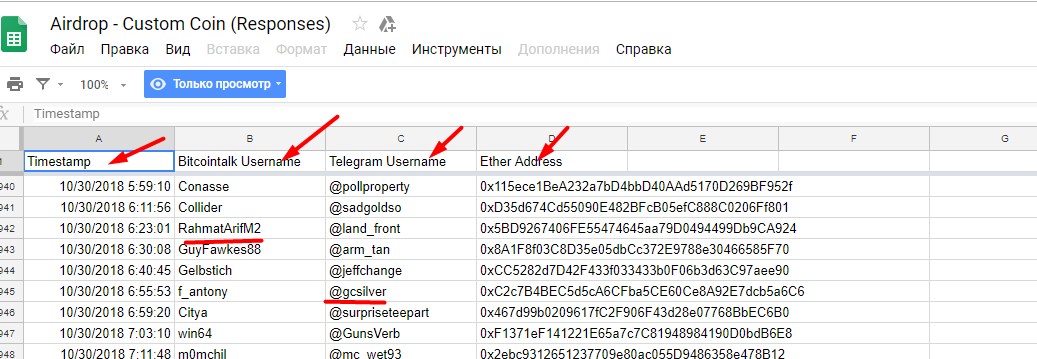 Airdrop - Custom Coin (Responses)
Файл Правка Вид Вставка Формат Данные Инструменты Дополнения Справка
100% Только просмотр
Timestamp
A B C D E F G
Timestamp Bitcointalk Username Telegram Username Ether Address
940 10/30/2018 5:59:10 Conasse @pollproperty 0x115ece1BeA232a7bD4bbD40AAd5170D269BF952f
941 10/30/2018 6:11:56 Collider @sadgoldso 0xD35d674Cd55090E482BFcB05efC888C0206Ff801
942 10/30/2018 6:23:01 RahmatArifM2 @land_front 0x5BD9267406FE55474645aa79D0494499Db9CA924
943 10/30/2018 6:30:08 GuyFawkes88 @arm_tan 0x8A1F8f03C8D35e05dbCc372E9788e30466585F70
944 10/30/2018 6:40:45 Gelbstich @jeffchange 0xCC5282d7D42F433f033433b0F06b3d63C97aee90
945 10/30/2018 6:55:53 f_antony @gcsilver 0xC2c7B4BEC5d5cA6CFba5CE60Ce8A92E7dcb5a6C6
946 10/30/2018 6:59:20 Citya @surpriseteepart 0x467d99b0209617fC2F906F43d28e07768BbEC6B0
947 10/30/2018 7:03:10 win64 @GunsVerb 0xF1371eF141221E65a7c7C81948984190D0bdB6E8
948 10/30/2018 7:11:48 m0mchil @mc_wet93 0x2ebc9312651237709e80ac055D9486358e478B12